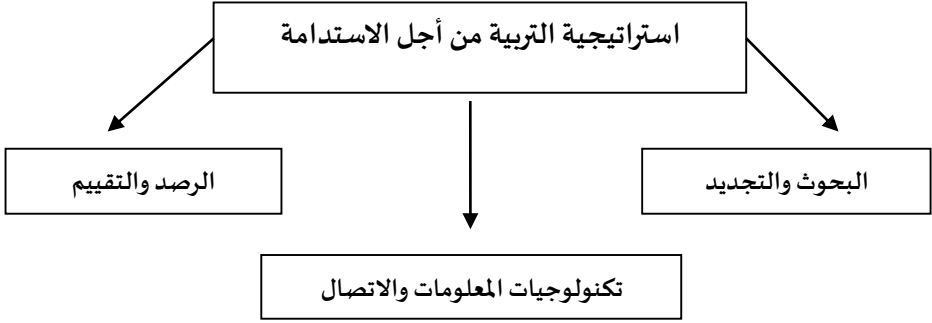 استراتيجية التربية من أجل الاستدامة
البحوث والتجديد
الرصد والتقييم
تكنولوجيات المعلومات والاتصال